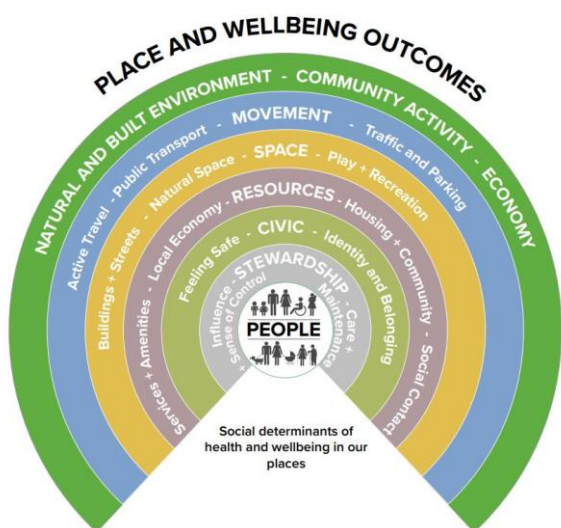 PLACE AND WELLBEING OUTCOMES
NATURAL AND BUILT ENVIRONMENT - COMMUNITY ACTIVITY - ECONOMY
MOVEMENT
Active Travel - Public Transport - - Traffic and Parking
SPACE
Buildings + Streets - Natural Space - - Play + Recreation
Services + Amenities - Local Economy - RESOURCES - Housing + Community - Social Contact
Feeling Safe - CIVIC - Identity and Belonging
STEWARDSHIP
Influence -
+ Sense of Control
- Care +
Maintenance
PEOPLE
Social determinants of
health and wellbeing in our
places